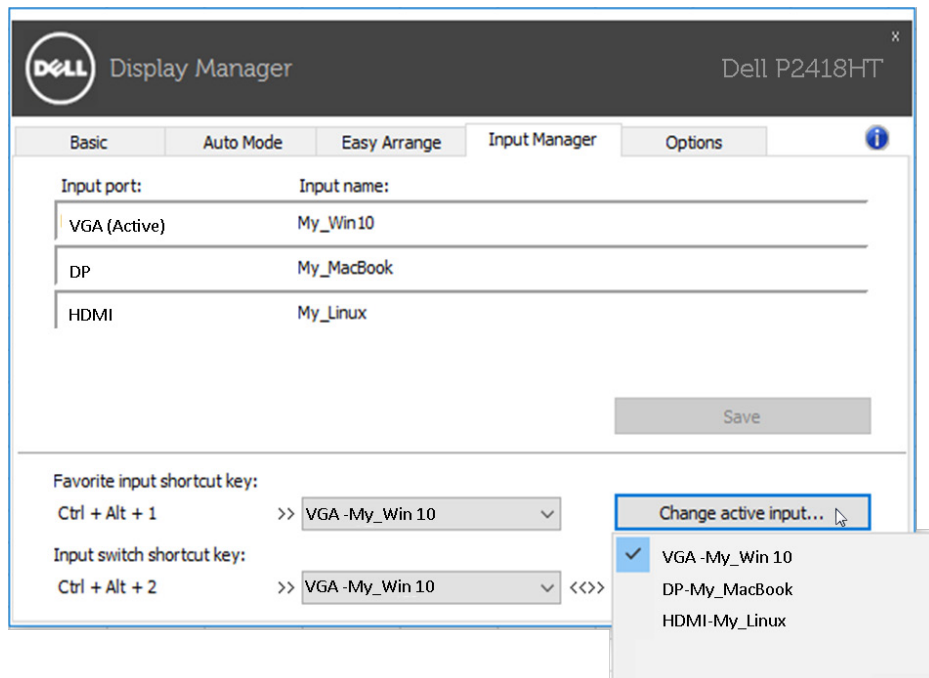 DELL Display Manager Dell P2418HT x
Basic Auto Mode Easy Arrange Input Manager Options i
Input port: Input name:
VGA (Active) My_Win10
DP My_MacBook
HDMI My_Linux
Save
Favorite input shortcut key:
Ctrl + Alt + 1 >> VGA -My_Win 10 Change active input...
Input switch shortcut key:
Ctrl + Alt + 2 >> VGA -My_Win 10 <<>>
VGA -My_Win 10
DP-My_MacBook
HDMI-My_Linux